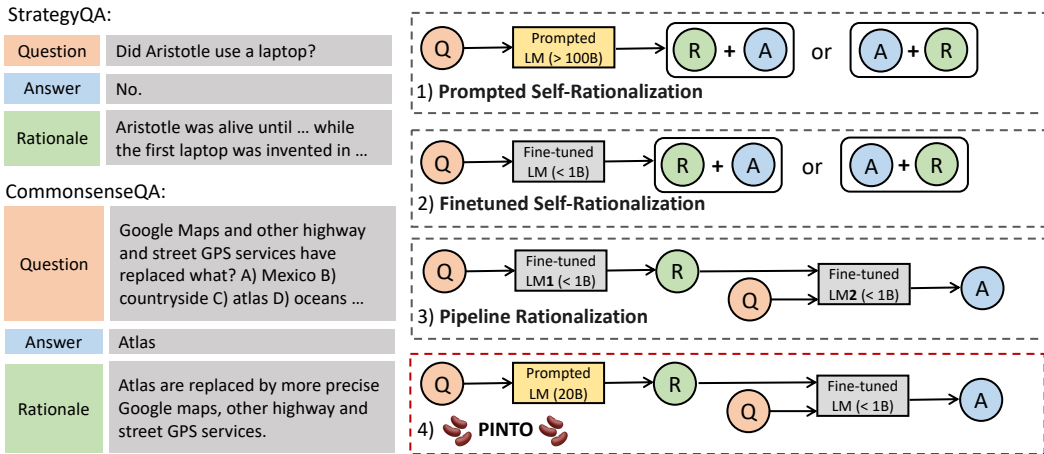 StrategyQA:
Question
Did Aristotle use a laptop?
Answer
No.
Rationale
Aristotle was alive until ... while
the first laptop was invented in ...
CommonsenseQA:
Question
Google Maps and other highway
and street GPS services have
replaced what? A) Mexico B)
countryside C) atlas D) oceans ...
Answer
Atlas
Rationale
Atlas are replaced by more precise
Google maps, other highway and
street GPS services.
Q
Prompted
LM (> 100B)
R + A or A + R
1) Prompted Self-Rationalization
Q
Fine-tuned
LM (< 1B)
R + A or A + R
2) Finetuned Self-Rationalization
Q
Fine-tuned
LM1 (< 1B)
R
Q
Fine-tuned
LM2 (< 1B)
A
3) Pipeline Rationalization
Q
Prompted
LM (20B)
R
Q
Fine-tuned
LM (< 1B)
A
4) PINTO